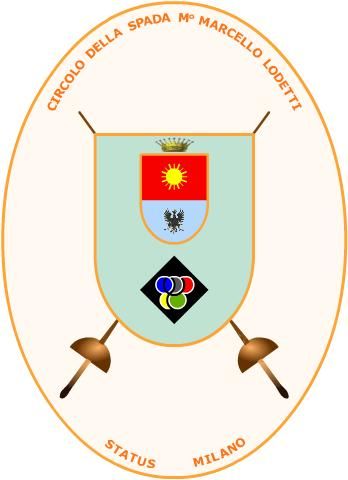 CIRCOLO DELLA SPADA Mº MARCELLO LODETTI
STATUS MILANO